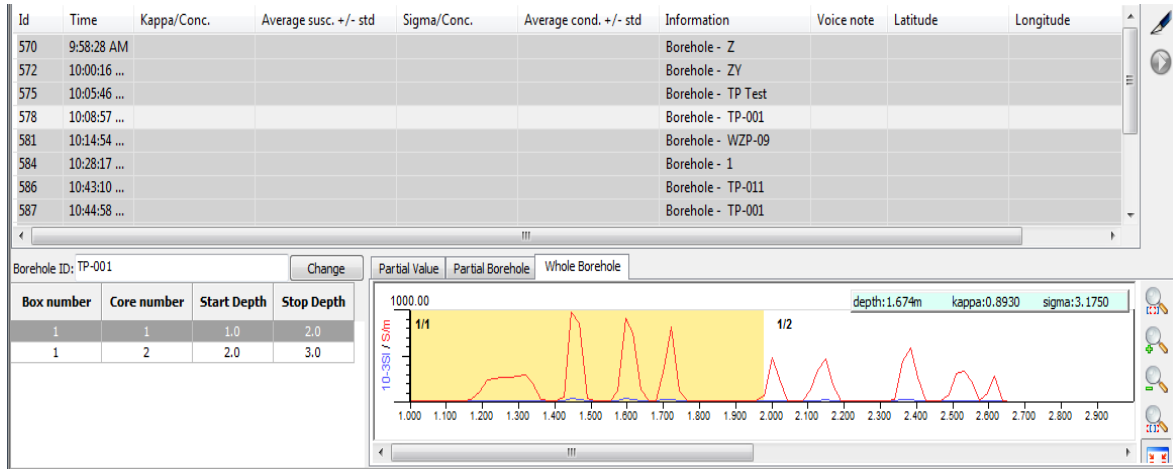 Id Time Kappa/Conc. Average susc. +/- std Sigma/Conc. Average cond. +/- std Information Voice note Latitude Longitude
570 9:58:28 AM Borehole - Z
572 10:00:16 ... Borehole - ZY
575 10:05:46 ... Borehole - TP Test
578 10:08:57 ... Borehole - TP-001
581 10:14:54 ... Borehole - WZP-09
584 10:28:17 ... Borehole - 1
586 10:43:10 ... Borehole - TP-011
587 10:44:58 ... Borehole - TP-001
Borehole ID: TP-001 Change
Box number Core number Start Depth Stop Depth
1 1 1.0 2.0
1 2 2.0 3.0
Partial Value Partial Borehole Whole Borehole
1000.00 depth:1.674m kappa:0.8930 sigma:3.1750
1/1 1/2
10-3SI / S/m
1.000 1.100 1.200 1.300 1.400 1.500 1.600 1.700 1.800 1.900 2.000 2.100 2.200 2.300 2.400 2.500 2.600 2.700 2.800 2.900